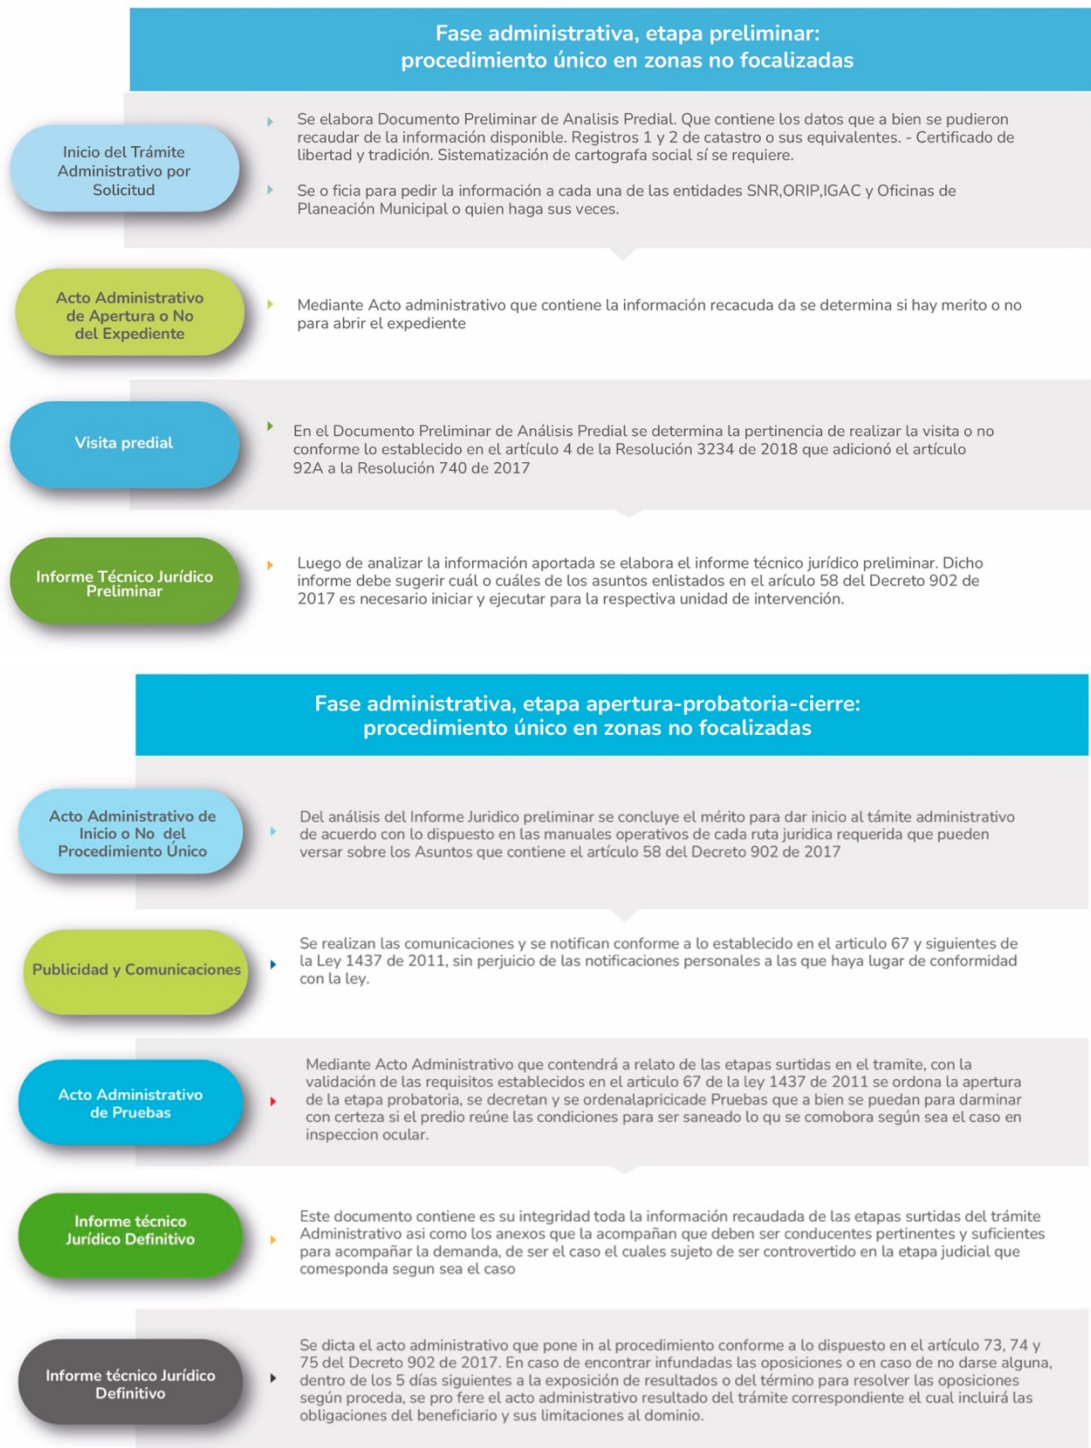 Fase administrativa, etapa preliminar:
procedimiento único en zonas no focalizadas
Inicio del Trámite
Administrativo por
Solicitud
Se elabora Documento Preliminar de Analisis Predial. Que contiene los datos que a bien se pudieron
recaudar de la información disponible. Registros 1 y 2 de catastro o sus equivalentes. - Certificado de
libertad y tradición. Sistematización de cartografa social sí se requiere.
Se o ficia para pedir la información a cada una de las entidades SNR,ORIP,IGAC y Oficinas de
Planeación Municipal o quien haga sus veces.
Acto Administrativo
de Apertura o No
del Expediente
Mediante Acto administrativo que contiene la información recacuda da se determina si hay merito o no
para abrir el expediente
Visita predial
En el Documento Preliminar de Análisis Predial se determina la pertinencia de realizar la visita o no
conforme lo establecido en el artículo 4 de la Resolución 3234 de 2018 que adicionó el artículo
92A a la Resolución 740 de 2017
Informe Técnico Jurídico
Preliminar
Luego de analizar la información aportada se elabora el informe técnico jurídico preliminar. Dicho
informe debe sugerir cuál o cuáles de los asuntos enlistados en el arículo 58 del Decreto 902 de
2017 es necesario iniciar y ejecutar para la respectiva unidad de intervención.
Fase administrativa, etapa apertura-probatoria-cierre:
procedimiento único en zonas no focalizadas
Acto Administrativo de
Inicio o No del
Procedimiento Único
Del análisis del Informe Juridico preliminar se concluye el mérito para dar inicio al támite administrativo
de acuerdo con lo dispuesto en las manuales operativos de cada ruta juridica requerida que pueden
versar sobre los Asuntos que contiene el artículo 58 del Decreto 902 de 2017
Publicidad y Comunicaciones
Se realizan las comunicaciones y se notifican conforme a lo establecido en el articulo 67 y siguientes de
la Ley 1437 de 2011, sin perjuicio de las notificaciones personales a las que haya lugar de conformidad
con la ley.
Acto Administrativo
de Pruebas
Mediante Acto Administrativo que contendrá a relato de las etapas surtidas en el tramite, con la
validación de las requisitos establecidos en el articulo 67 de la ley 1437 de 2011 se ordona la apertura
de la etapa probatoria, se decretan y se ordenalapricicade Pruebas que a bien se puedan para darminar
con certeza si el predio reúne las condiciones para ser saneado lo qu se comobora según sea el caso en
inspeccion ocular.
Informe técnico
Jurídico Definitivo
Este documento contiene es su integridad toda la información recaudada de las etapas surtidas del trámite
Administrativo asi como los anexos que la acompañan que deben ser conducentes pertinentes y suficientes
para acompañar la demanda, de ser el caso el cuales sujeto de ser controvertido en la etapa judicial que
comesponda segun sea el caso
Informe técnico Jurídico
Definitivo
Se dicta el acto administrativo que pone in al procedimiento conforme a lo dispuesto en el artículo 73, 74 y
75 del Decreto 902 de 2017. En caso de encontrar infundadas las oposiciones o en caso de no darse alguna,
dentro de los 5 días siguientes a la exposición de resultados o del término para resolver las oposiciones
según proceda, se pro fere el acto administrativo resultado del trámite correspondiente el cual incluirá las
obligaciones del beneficiario y sus limitaciones al dominio.